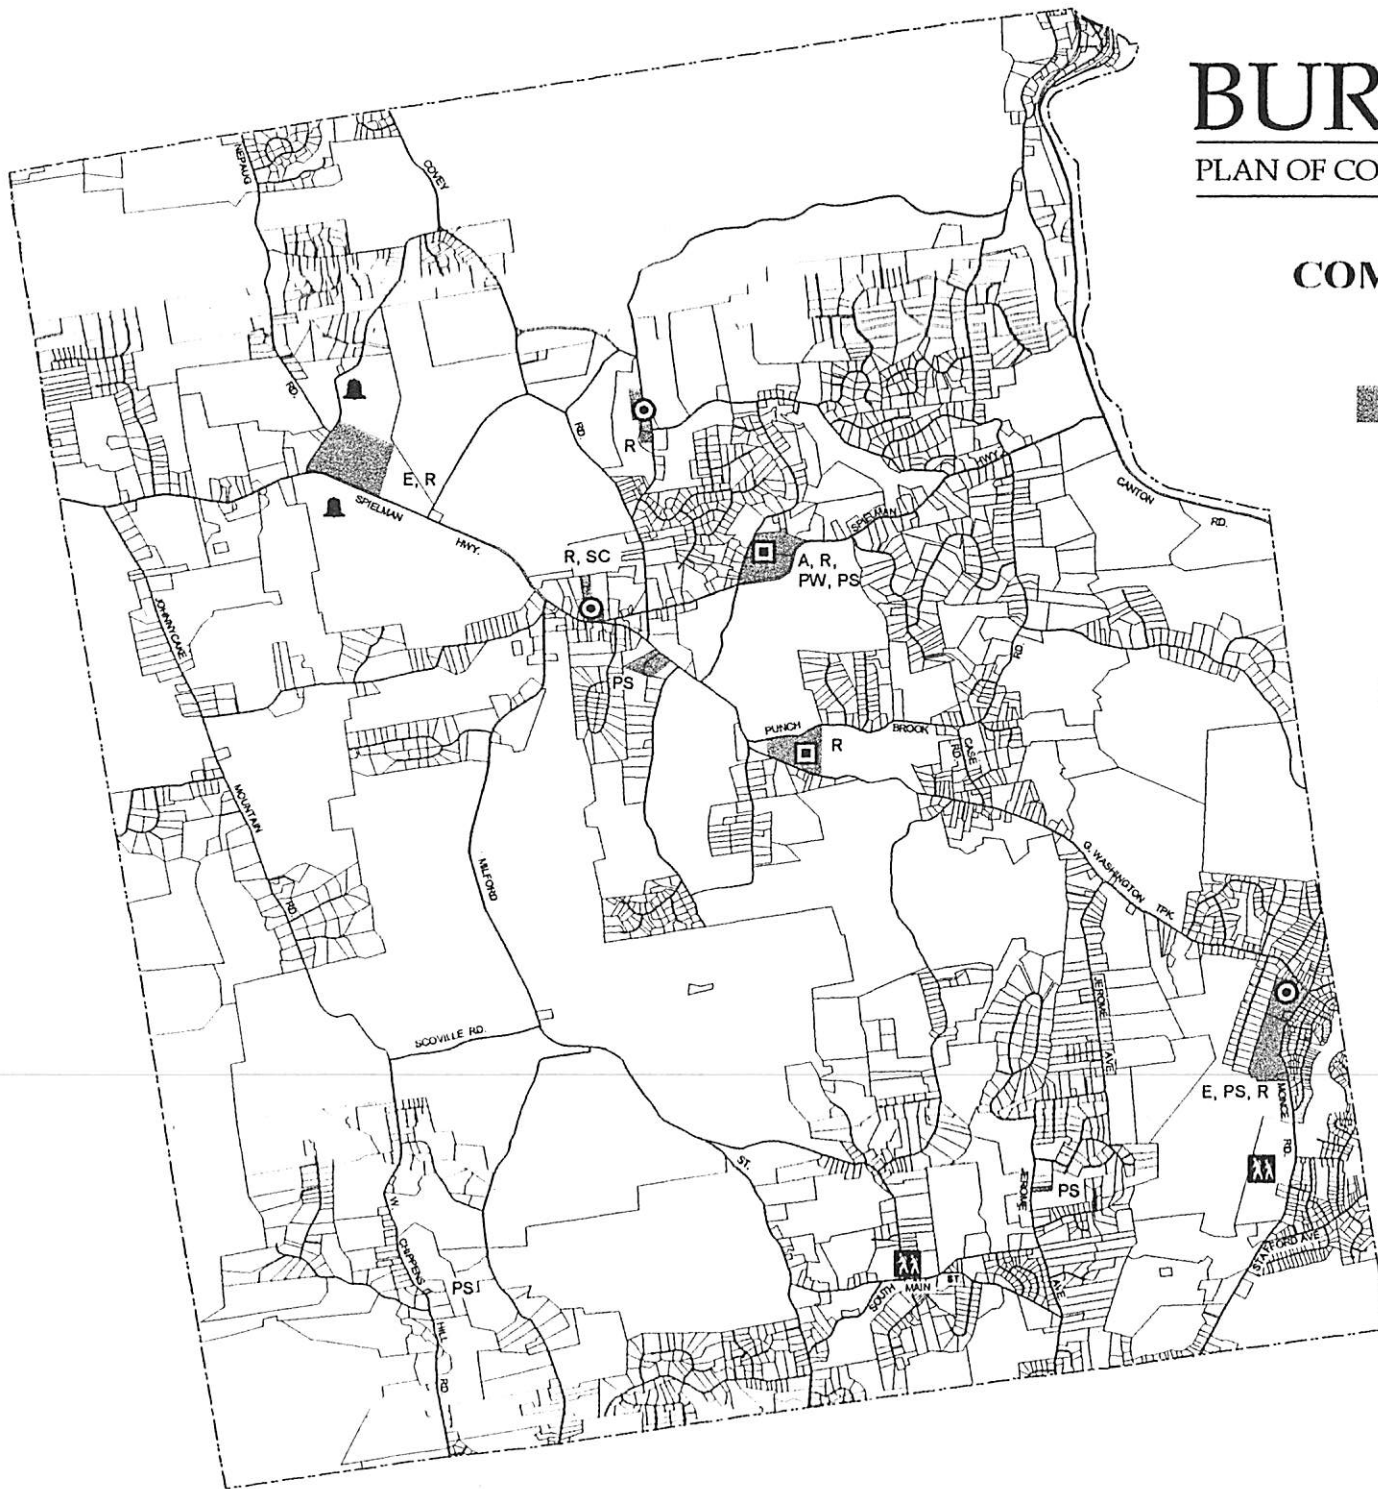 BUR
PLAN OF CO
COM
NEPAUG
COVEY
RD.
RD.
R
E, R
SPIELMAN
HWY.
HWY.
SPIELMAN
CANTON
RD.
R, SC
A, R,
PW, PS
JOHNNYCAKE
PS
RD.
PUNCH
BROOK
CASE
RD.
R
MOUNTAIN
RD.
MILFORD
G. WASHINGTON
TPK.
JEROME
AVE.
SCOVILLE RD.
E, PS, R
MONCE
RD.
ST.
JEROME
PS
AVE.
STAFFORD AVE.
W.
CHIPPENS
HILL
RD.
PS
SOUTH
MAIN
ST.